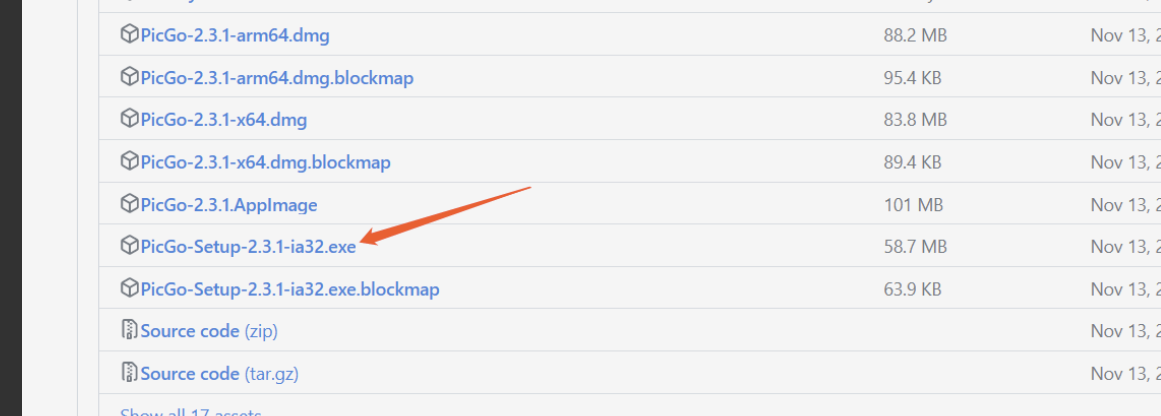 PicGo-2.3.1-arm64.dmg 88.2 MB Nov 13, 2
PicGo-2.3.1-arm64.dmg.blockmap 95.4 KB Nov 13, 2
PicGo-2.3.1-x64.dmg 83.8 MB Nov 13, 2
PicGo-2.3.1-x64.dmg.blockmap 89.4 KB Nov 13, 2
PicGo-2.3.1.AppImage 101 MB Nov 13, 2
PicGo-Setup-2.3.1-ia32.exe 58.7 MB Nov 13, 2
PicGo-Setup-2.3.1-ia32.exe.blockmap 63.9 KB Nov 13, 2
Source code (zip) Nov 13, 2
Source code (tar.gz) Nov 13, 2
Show all 17 assets